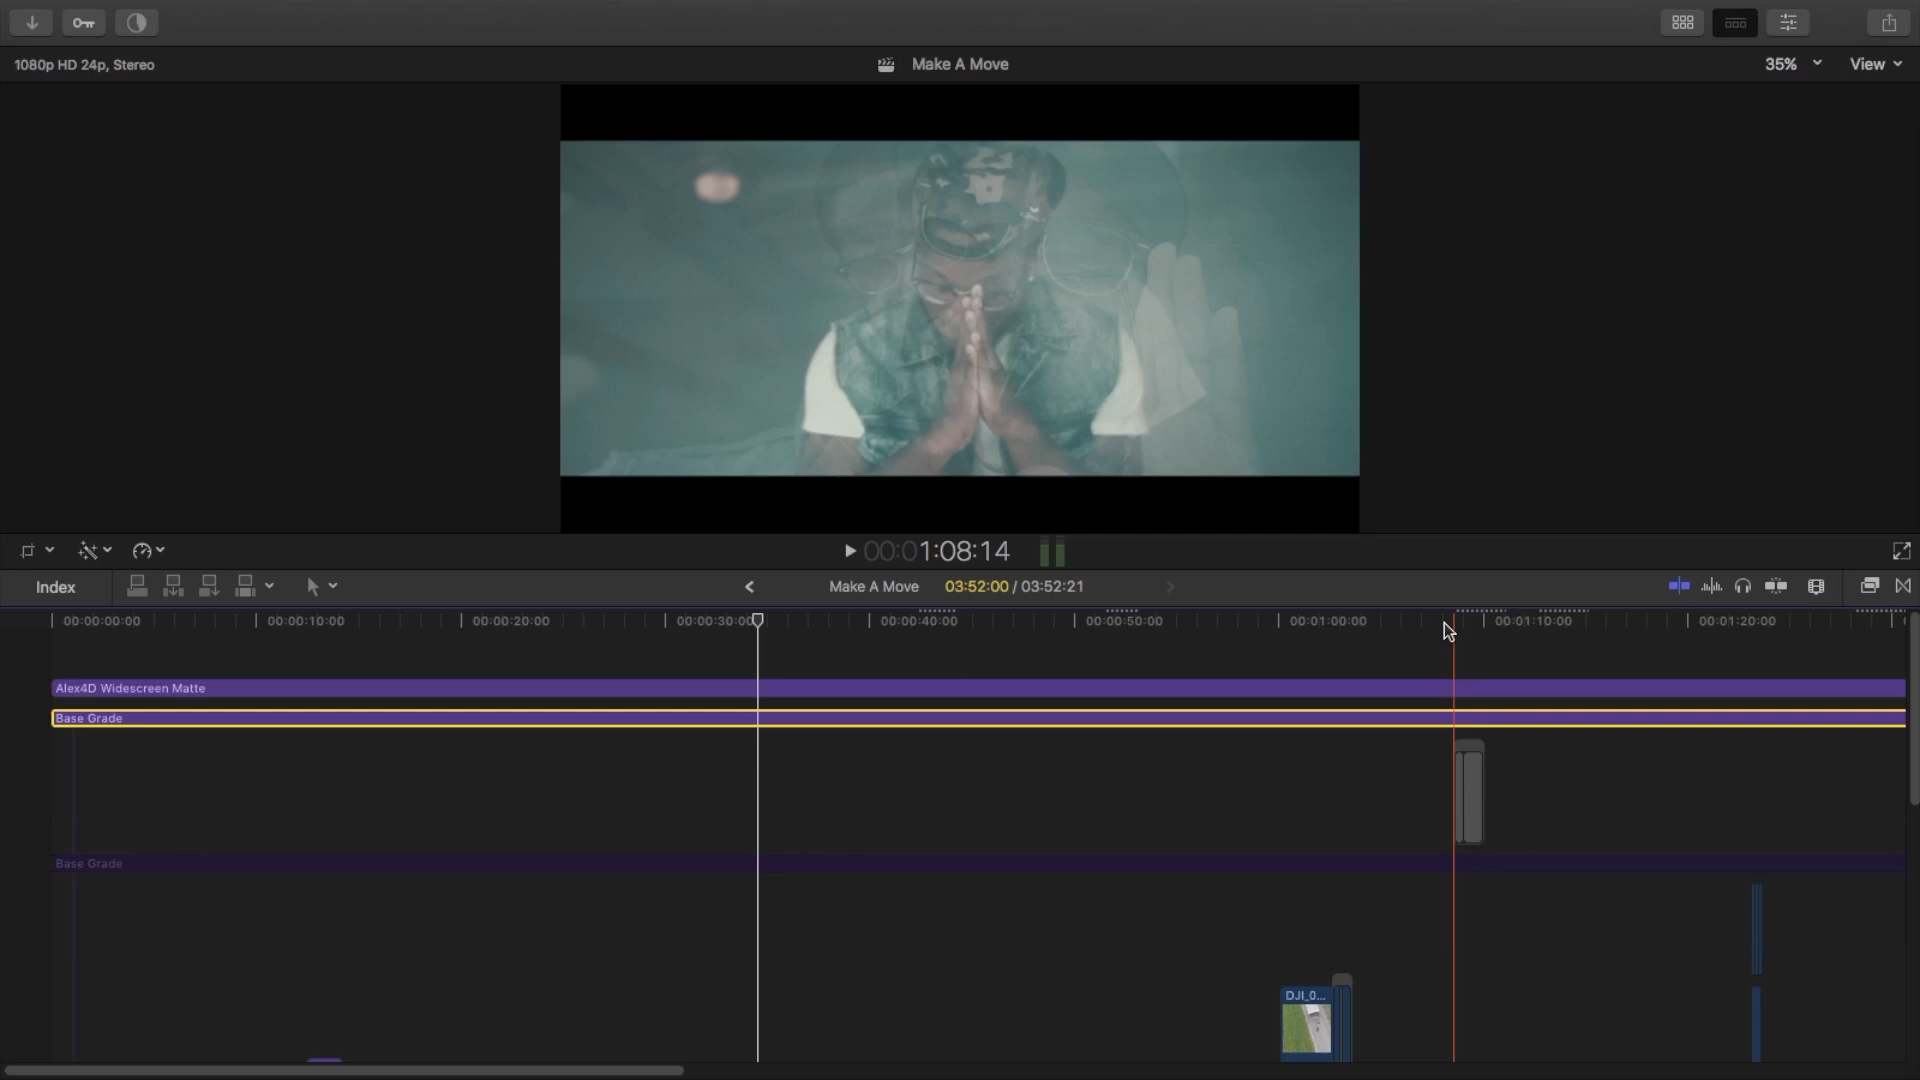 1080p HD 24p, Stereo
Make A Move
35%
View
00:01:08:14
Index
Make A Move
03:52:00 / 03:52:21
00:00:00:00
00:00:10:00
00:00:20:00
00:00:30:00
00:00:40:00
00:00:50:00
00:01:00:00
00:01:10:00
00:01:20:00
Alex4D Widescreen Matte
Base Grade
Base Grade
DJI_0...